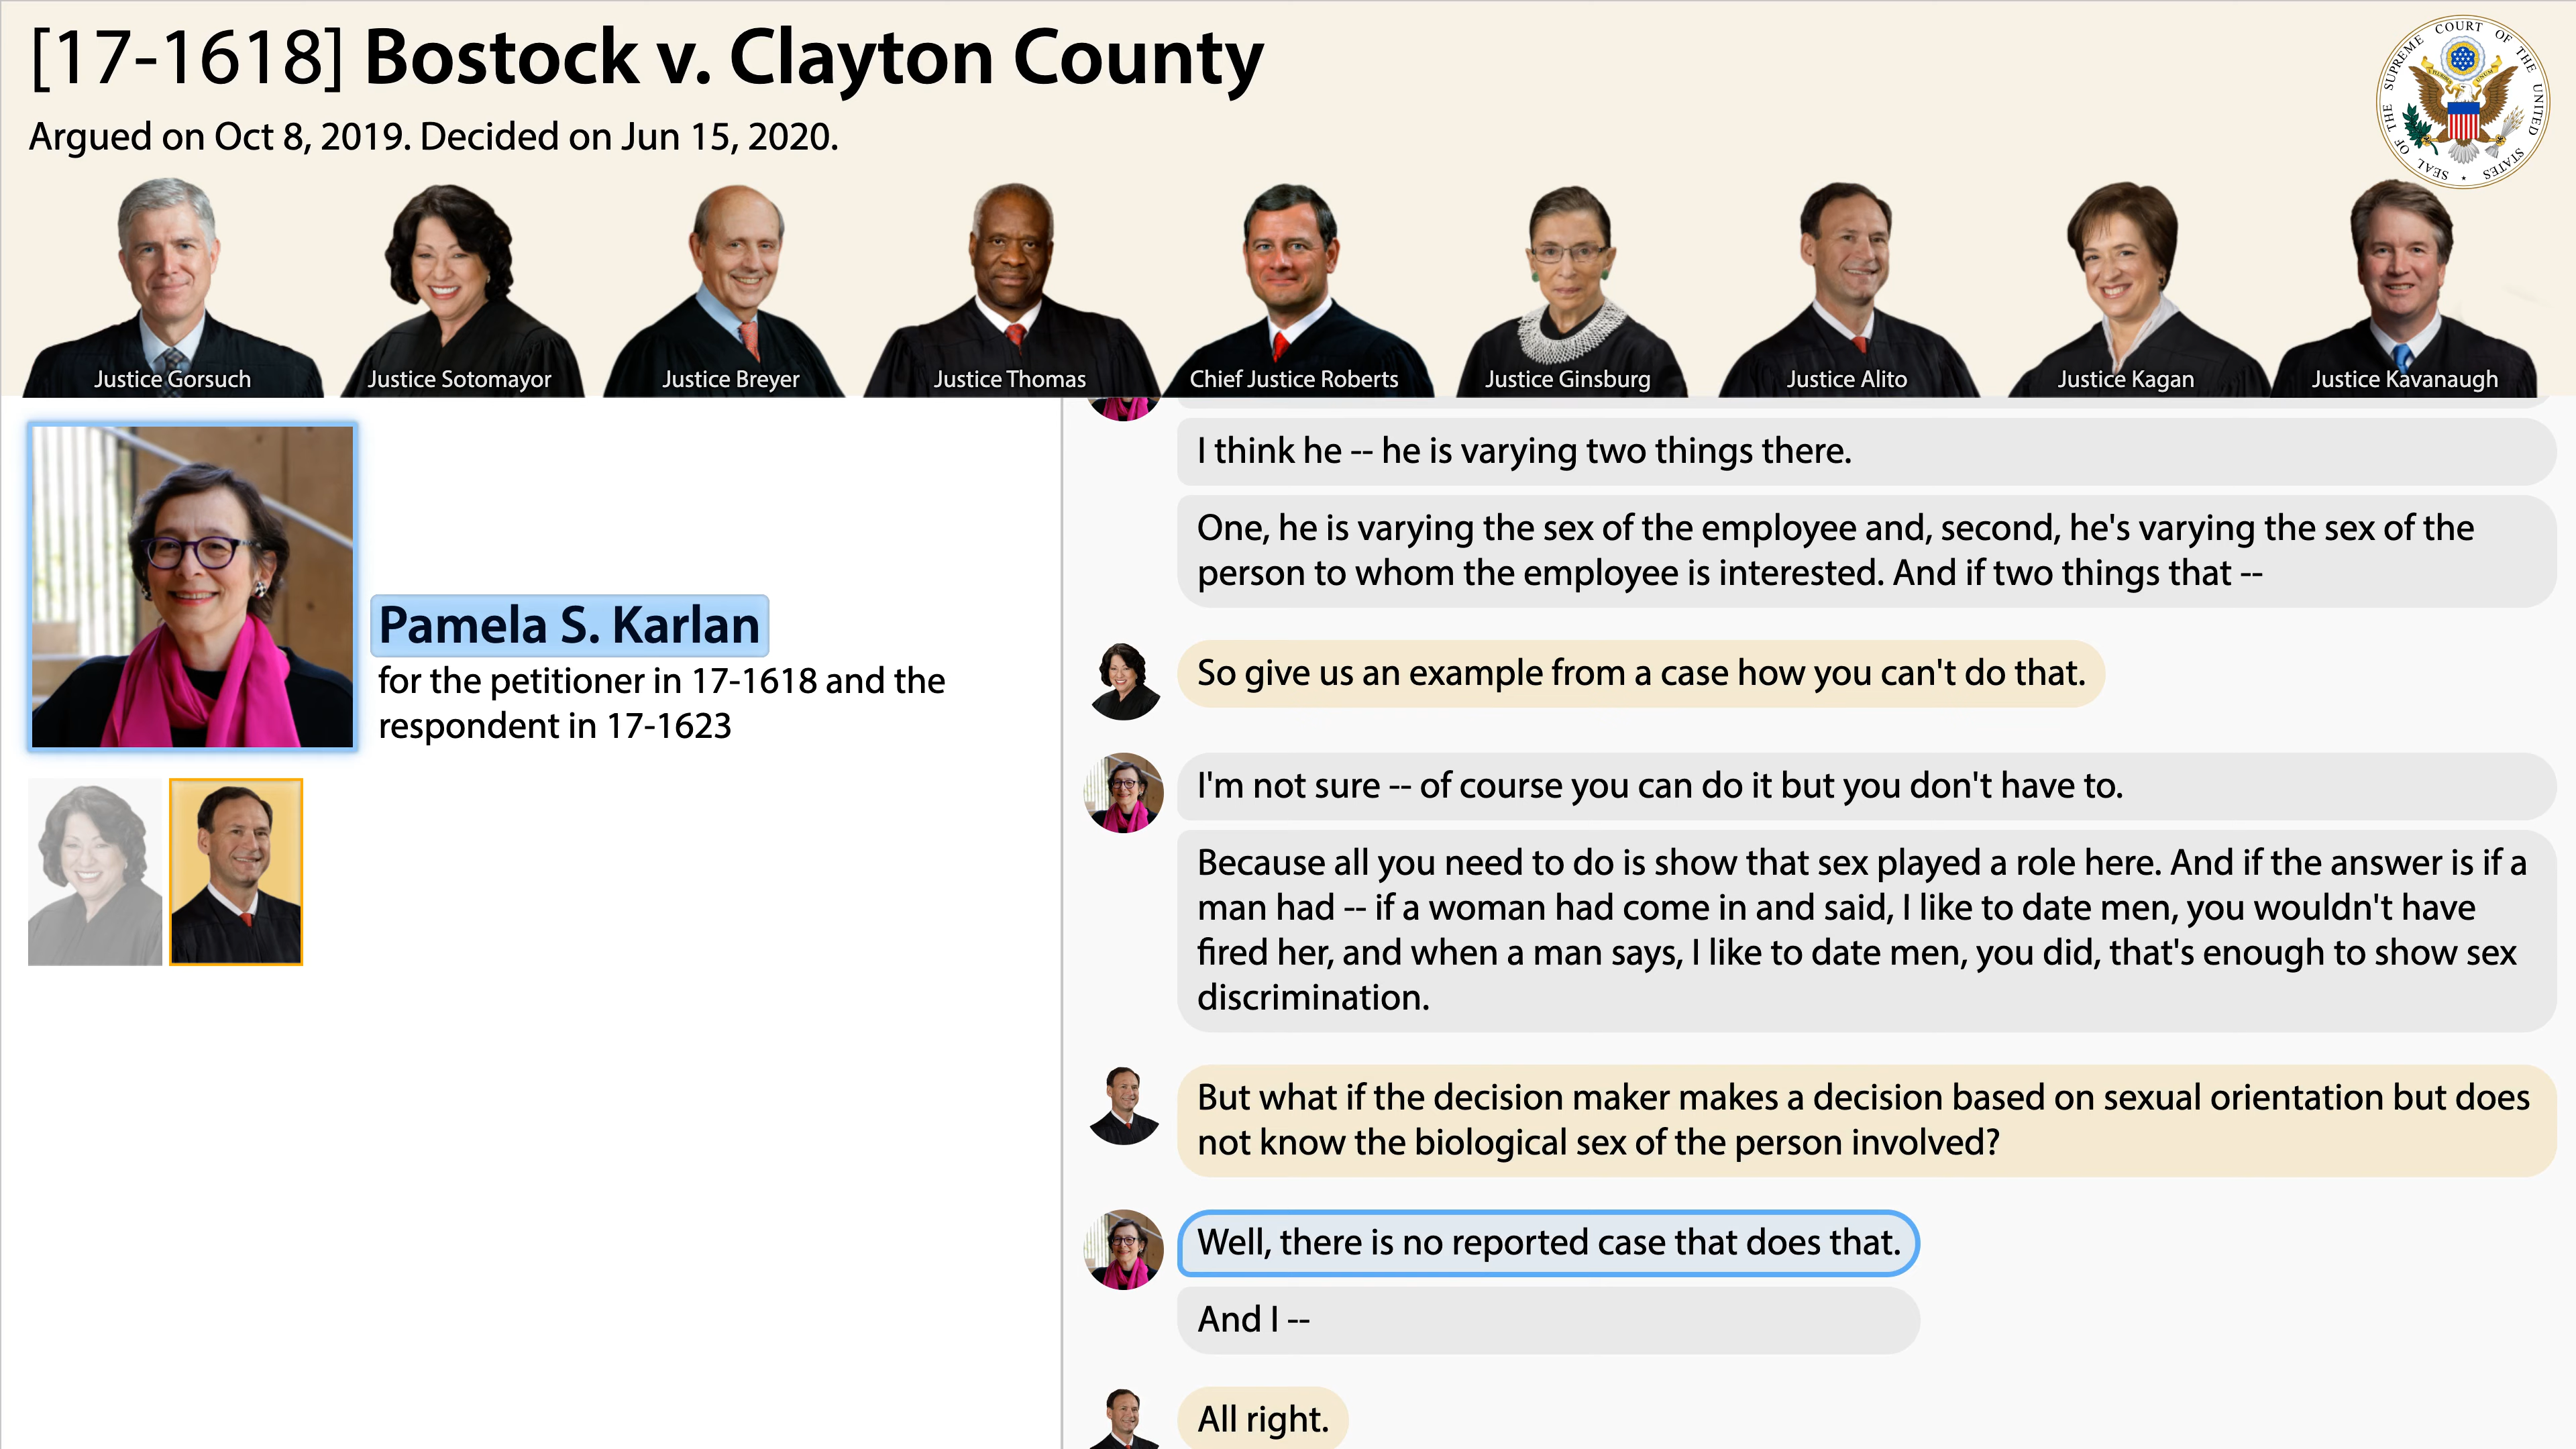 [17-1618] Bostock v. Clayton County
Argued on Oct 8, 2019. Decided on Jun 15, 2020.
SEAL OF THE SUPREME COURT OF THE UNITED STATES
Justice Gorsuch
Justice Sotomayor
Justice Breyer
Justice Thomas
Chief Justice Roberts
Justice Ginsburg
Justice Alito
Justice Kagan
Justice Kavanaugh
Pamela S. Karlan
for the petitioner in 17-1618 and the
respondent in 17-1623
I think he -- he is varying two things there.
One, he is varying the sex of the employee and, second, he's varying the sex of the
person to whom the employee is interested. And if two things that --
So give us an example from a case how you can't do that.
I'm not sure -- of course you can do it but you don't have to.
Because all you need to do is show that sex played a role here. And if the answer is if a
man had -- if a woman had come in and said, I like to date men, you wouldn't have
fired her, and when a man says, I like to date men, you did, that's enough to show sex
discrimination.
But what if the decision maker makes a decision based on sexual orientation but does
not know the biological sex of the person involved?
Well, there is no reported case that does that.
And I --
All right.